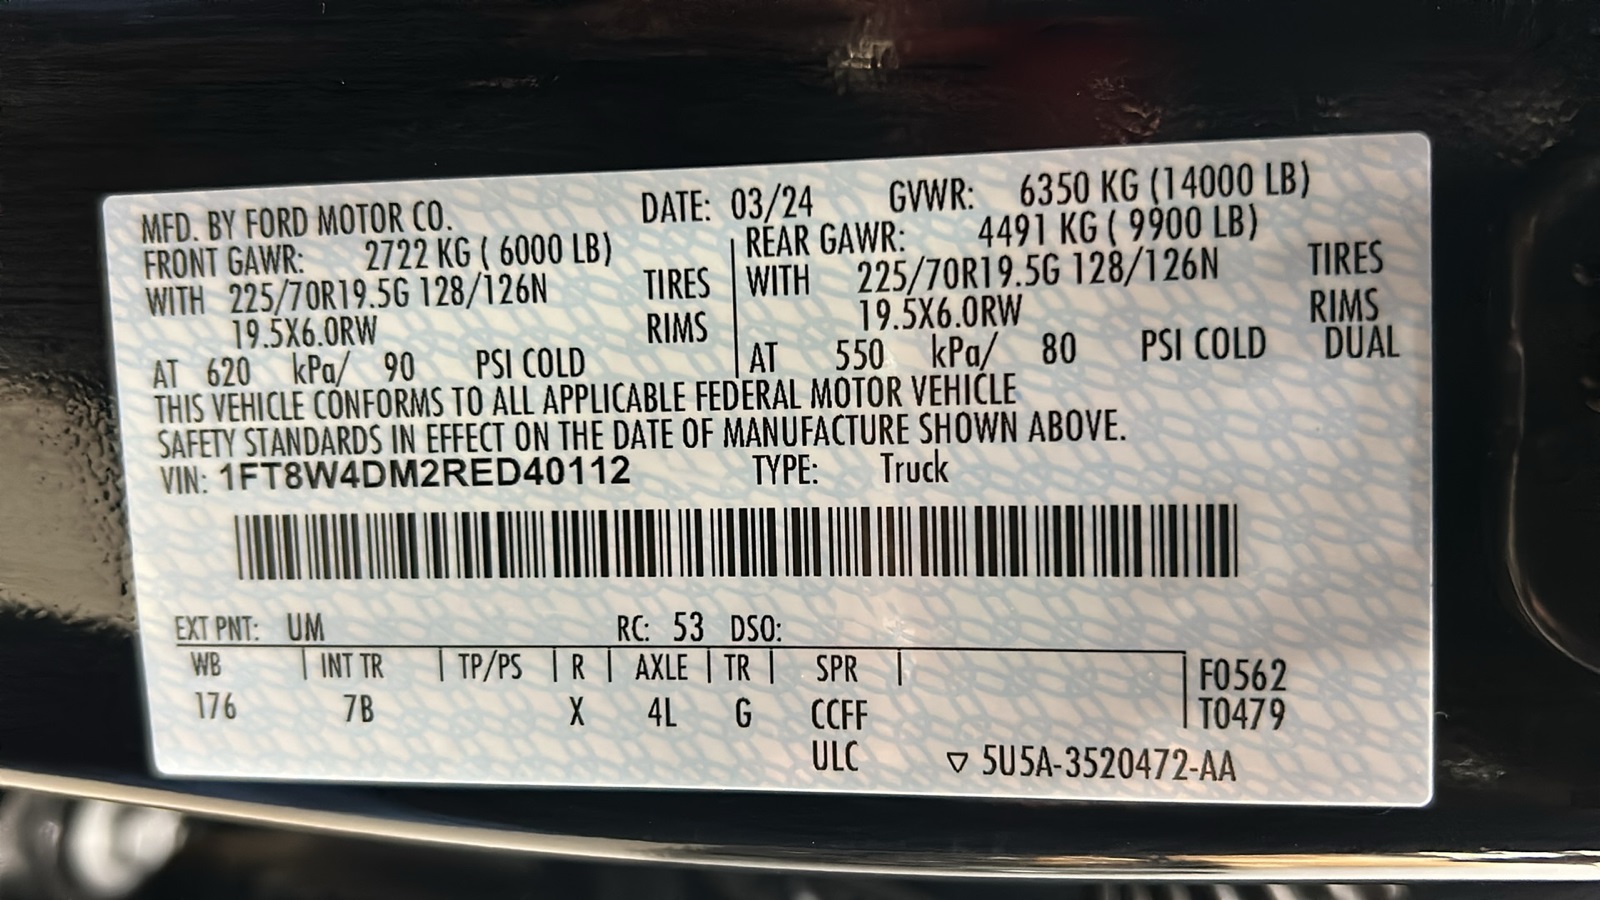 MFD. BY FORD MOTOR CO. DATE: 03/24 GVWR: 6350 KG (14000 LB)
FRONT GAWR: 2722 KG ( 6000 LB)
WITH 225/70R19.5G 128/126N TIRES
19.5X6.0RW RIMS
AT 620 kPa/ 90 PSI COLD
REAR GAWR: 4491 KG ( 9900 LB)
WITH 225/70R19.5G 128/126N TIRES
19.5X6.0RW RIMS
AT 550 kPa/ 80 PSI COLD DUAL
THIS VEHICLE CONFORMS TO ALL APPLICABLE FEDERAL MOTOR VEHICLE
SAFETY STANDARDS IN EFFECT ON THE DATE OF MANUFACTURE SHOWN ABOVE.
VIN: 1FT8W4DM2RED40112 TYPE: Truck
EXT PNT: UM RC: 53 DSO:
WB | INT TR | TP/PS | R | AXLE | TR | SPR | F0562
176 7B X 4L G CCFF T0479
ULC ▽ 5U5A-3520472-AA